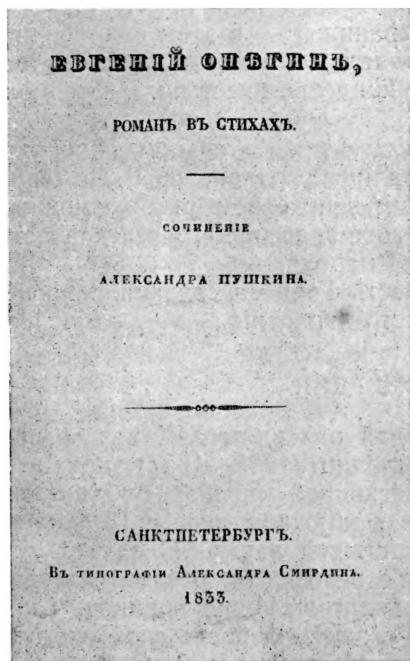 ЕВГЕНІЙ ОНѢГИНЪ,
РОМАНЪ ВЪ СТИХАХЪ.
СОЧИНЕНІЕ
АЛЕКСАНДРА ПУШКИНА.
САНКТПЕТЕРБУРГЪ.
Въ типографіи Александра Смирдина.
1833.